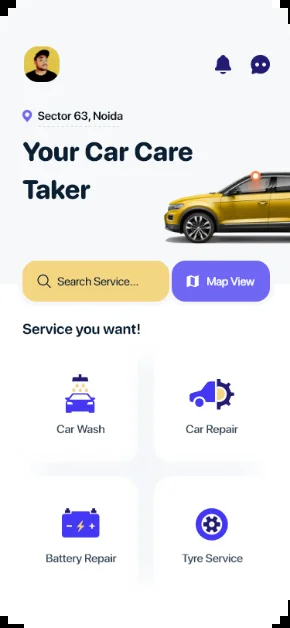 Sector 63, Noida
Your Car Care
Taker
Search Service...
Map View
Service you want!
Car Wash
Car Repair
Battery Repair
Tyre Service